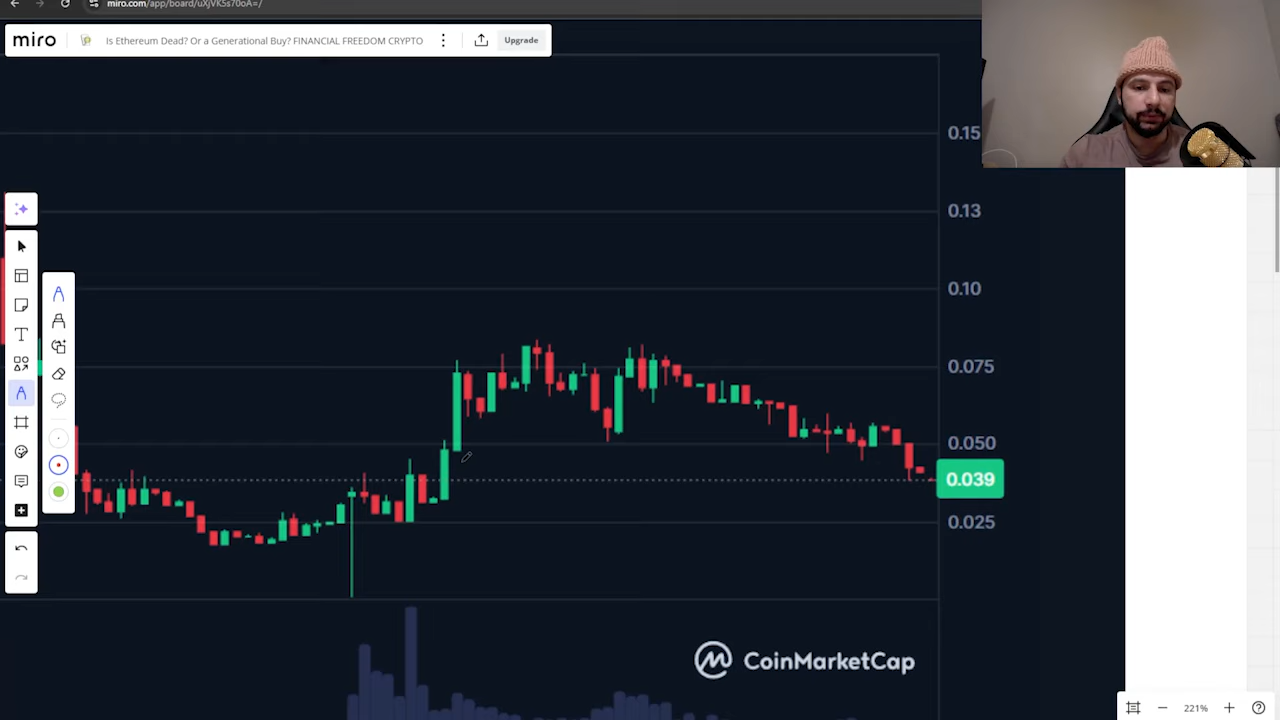 miro.com/app/board/uXjVK5s70oA=/
miro
Is Ethereum Dead? Or a Generational Buy? FINANCIAL FREEDOM CRYPTO
Upgrade
0.15
0.13
0.10
0.075
0.050
0.039
0.025
CoinMarketCap
221%